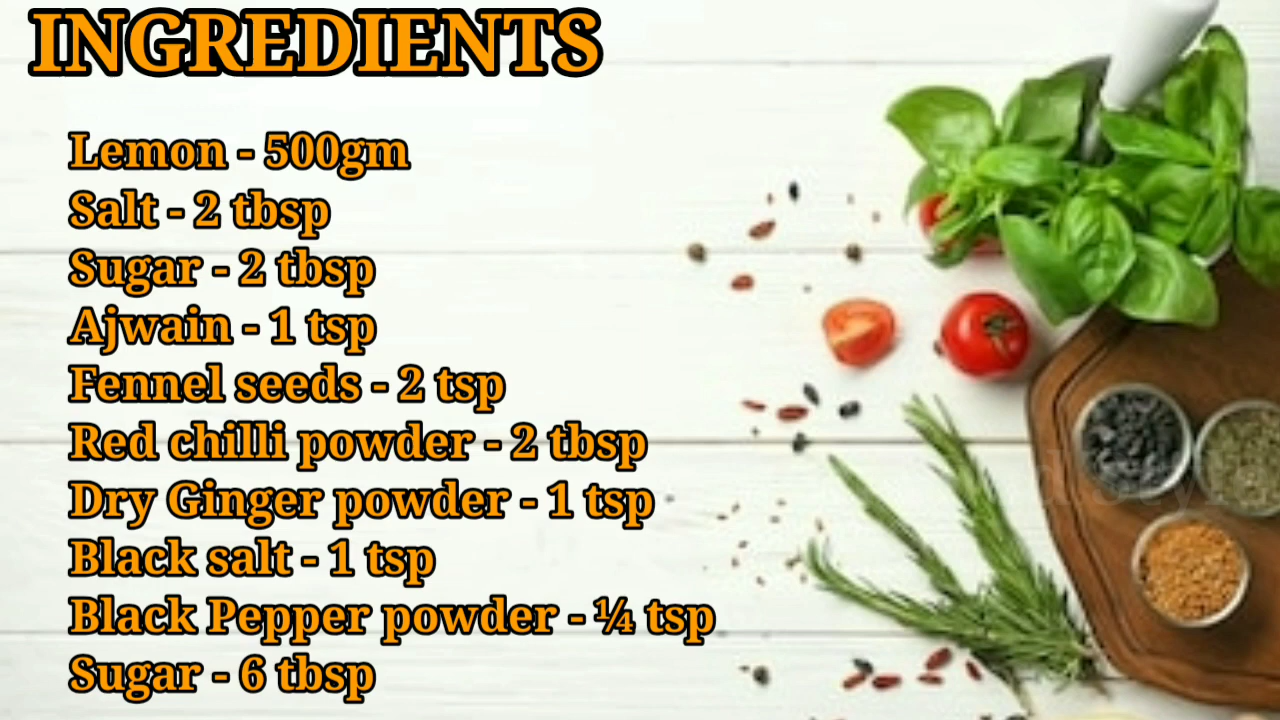 INGREDIENTS
Lemon - 500gm
Salt - 2 tbsp
Sugar - 2 tbsp
Ajwain - 1 tsp
Fennel seeds - 2 tsp
Red chilli powder - 2 tbsp
Dry Ginger powder - 1 tsp
Black salt - 1 tsp
Black Pepper powder - ¼ tsp
Sugar - 6 tbsp